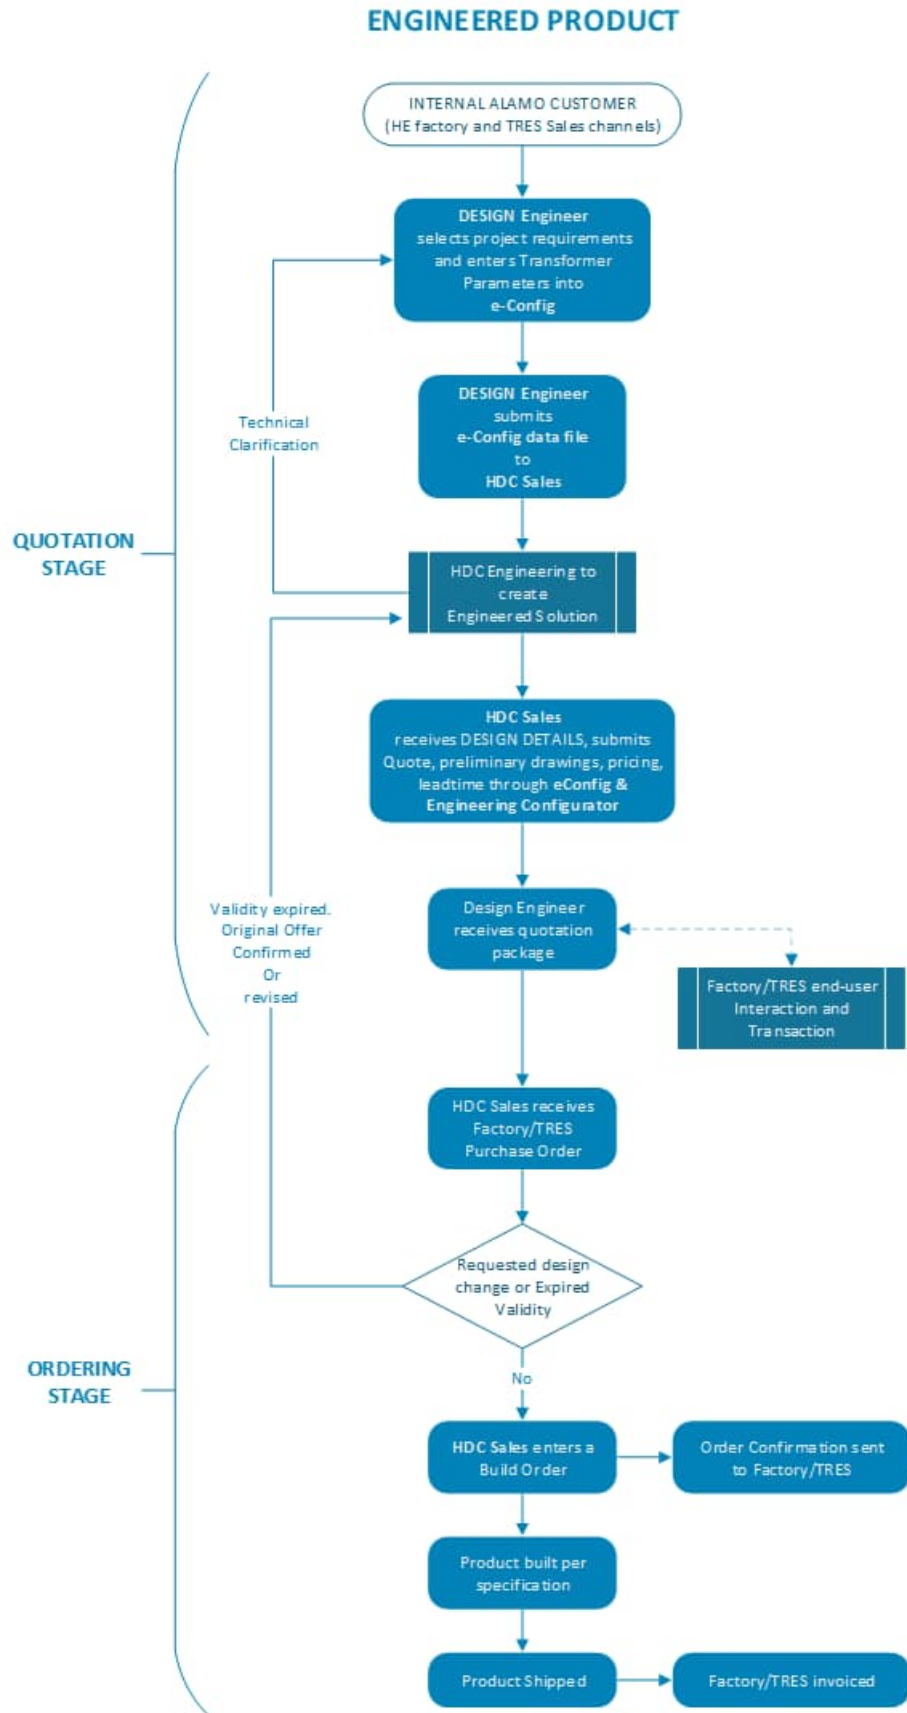 ENGINEERED PRODUCT
INTERNAL ALAMO CUSTOMER
(HE factory and TRES Sales channels)
DESIGN Engineer
selects project requirements
and enters Transformer
Parameters into
e-Config
DESIGN Engineer
submits
e-Config data file
to
HDC Sales
Technical
Clarification
QUOTATION
STAGE
HDC Engineering to
create
Engineered Solution
HDC Sales
receives DESIGN DETAILS, submits
Quote, preliminary drawings, pricing,
leadtime through eConfig &
Engineering Configurator
Validity expired.
Original Offer
Confirmed
Or
revised
Design Engineer
receives quotation
package
Factory/TRES end-user
Interaction and
Transaction
HDC Sales receives
Factory/TRES
Purchase Order
Requested design
change or Expired
Validity
ORDERING
STAGE
No
HDC Sales enters a
Build Order
Order Confirmation sent
to Factory/TRES
Product built per
specification
Product Shipped
Factory/TRES invoiced